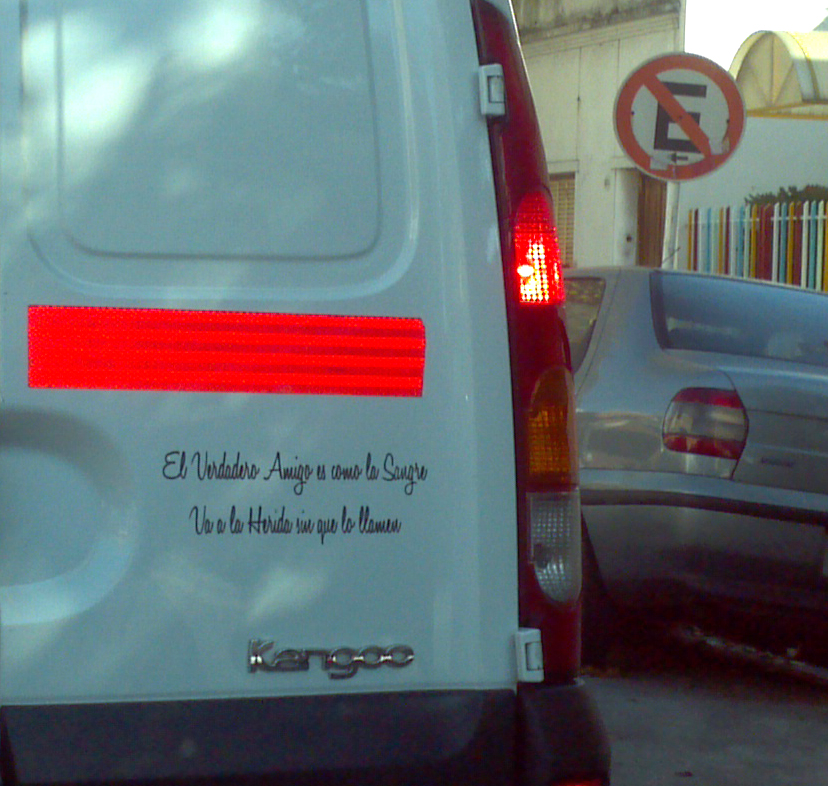 E
El Verdadero Amigo es como la Sangre
Va a la Herida sin que lo llamen
Kangoo